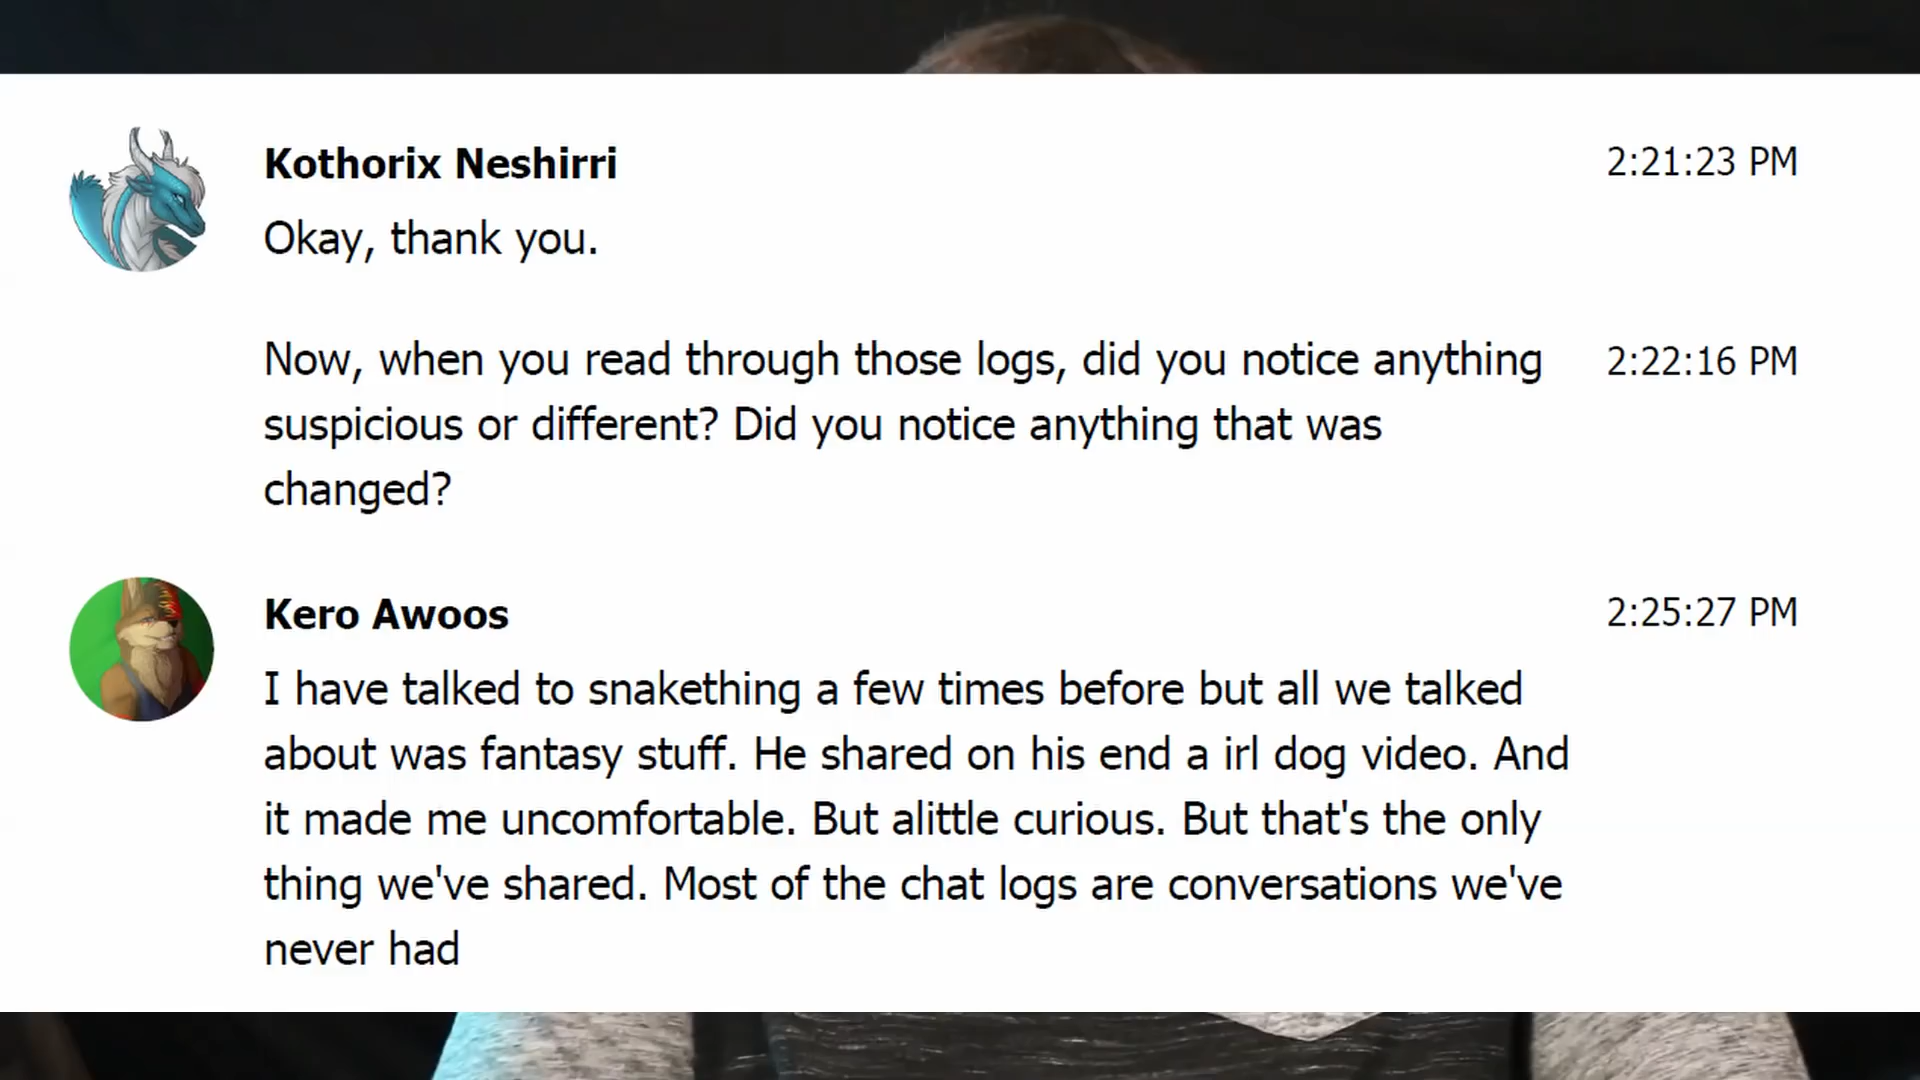 Kothorix Neshirri 2:21:23 PM
Okay, thank you.
Now, when you read through those logs, did you notice anything 2:22:16 PM
suspicious or different? Did you notice anything that was
changed?
Kero Awoos 2:25:27 PM
I have talked to snakething a few times before but all we talked
about was fantasy stuff. He shared on his end a irl dog video. And
it made me uncomfortable. But alittle curious. But that's the only
thing we've shared. Most of the chat logs are conversations we've
never had